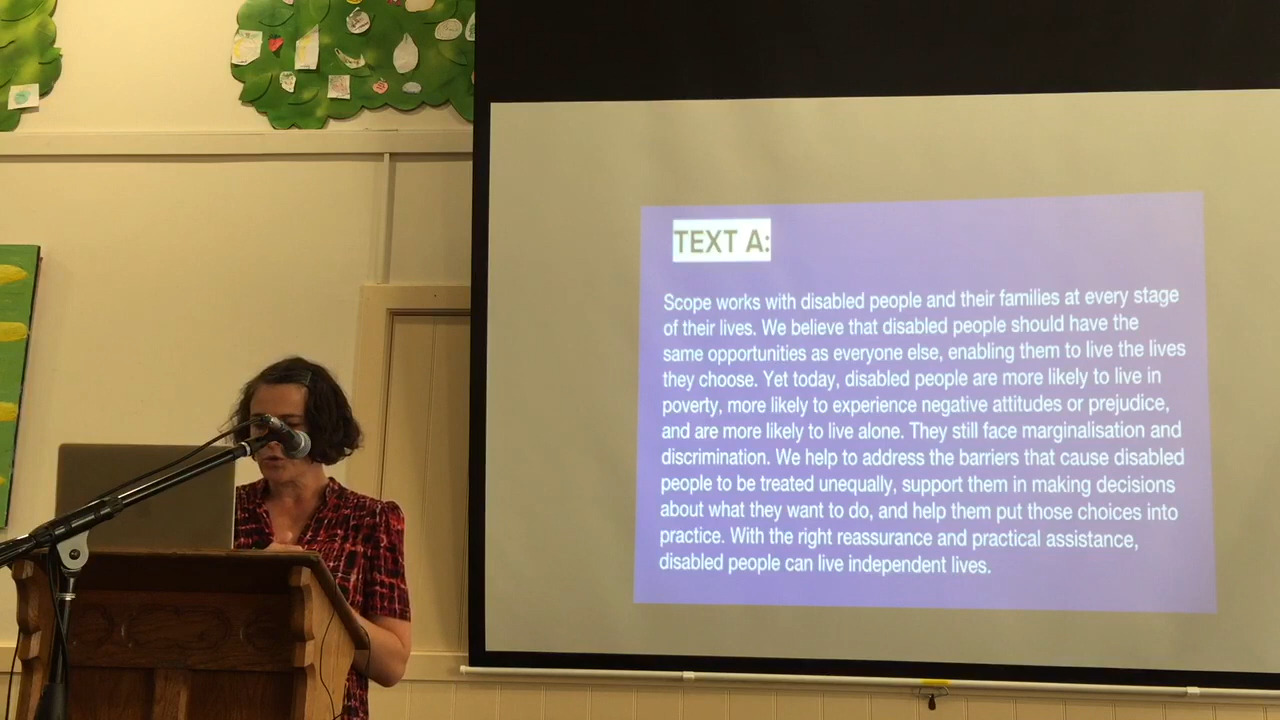 TEXT A:
Scope works with disabled people and their families at every stage
of their lives. We believe that disabled people should have the
same opportunities as everyone else, enabling them to live the lives
they choose. Yet today, disabled people are more likely to live in
poverty, more likely to experience negative attitudes or prejudice,
and are more likely to live alone. They still face marginalisation and
discrimination. We help to address the barriers that cause disabled
people to be treated unequally, support them in making decisions
about what they want to do, and help them put those choices into
practice. With the right reassurance and practical assistance,
disabled people can live independent lives.